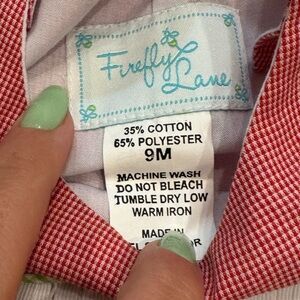 Firefly
Lane
35% COTTON
65% POLYESTER
9M
MACHINE WASH
DO NOT BLEACH
TUMBLE DRY LOW
WARM IRON
MADE IN